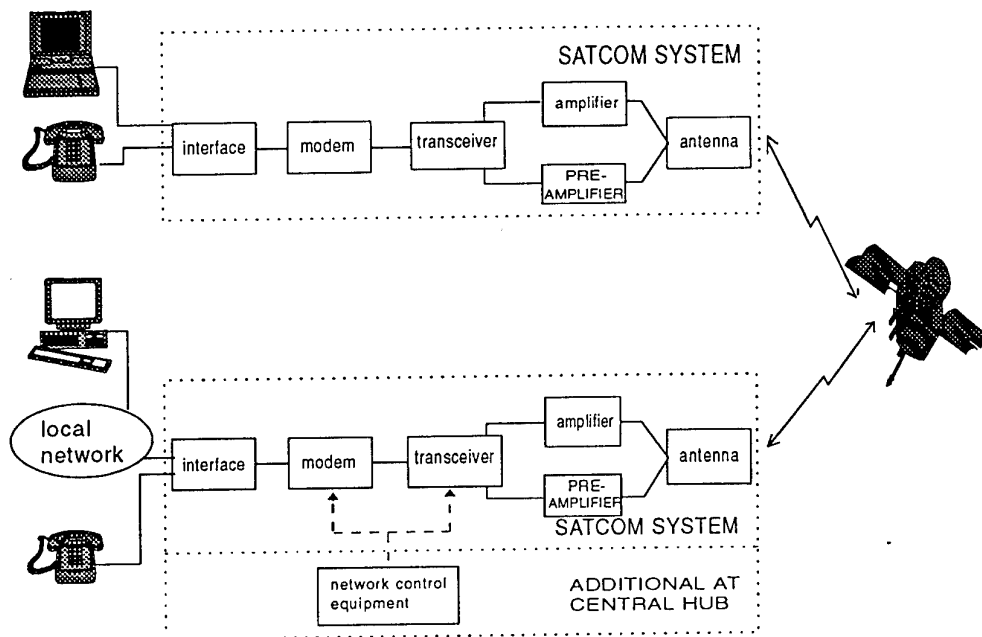 SATCOM SYSTEM
amplifier
interface
modem
transceiver
antenna
PRE-
AMPLIFIER
local
network
amplifier
interface
modem
transceiver
antenna
PRE-
AMPLIFIER
SATCOM SYSTEM
network control
equipment
ADDITIONAL AT
CENTRAL HUB